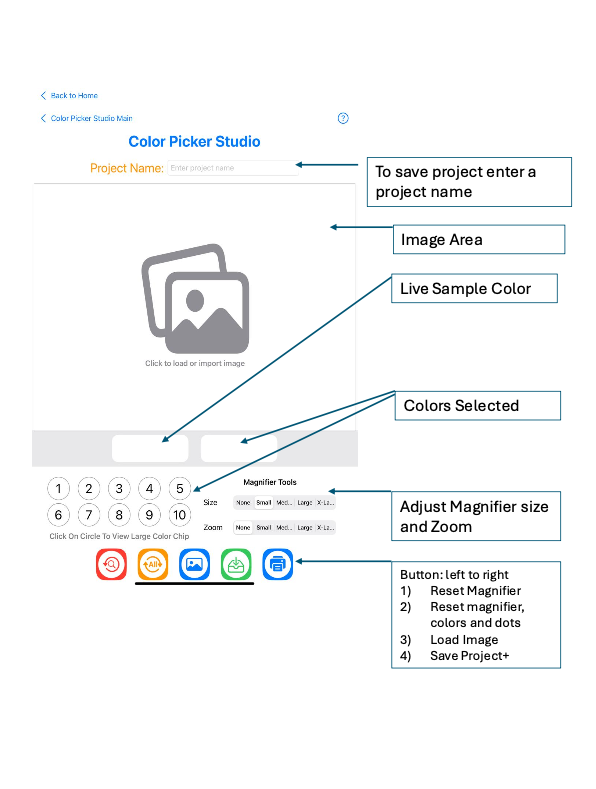 Back to Home
Color Picker Studio Main
?
Color Picker Studio
Project Name: Enter project name
To save project enter a
project name
Image Area
Live Sample Color
Click to load or import image
Colors Selected
1 2 3 4 5
6 7 8 9 10
Click On Circle To View Large Color Chip
Magnifier Tools
Size None Small Med... Large X-La...
Zoom None Small Med... Large X-La...
Adjust Magnifier size
and Zoom
All
Button: left to right
1) Reset Magnifier
2) Reset magnifier,
colors and dots
3) Load Image
4) Save Project+